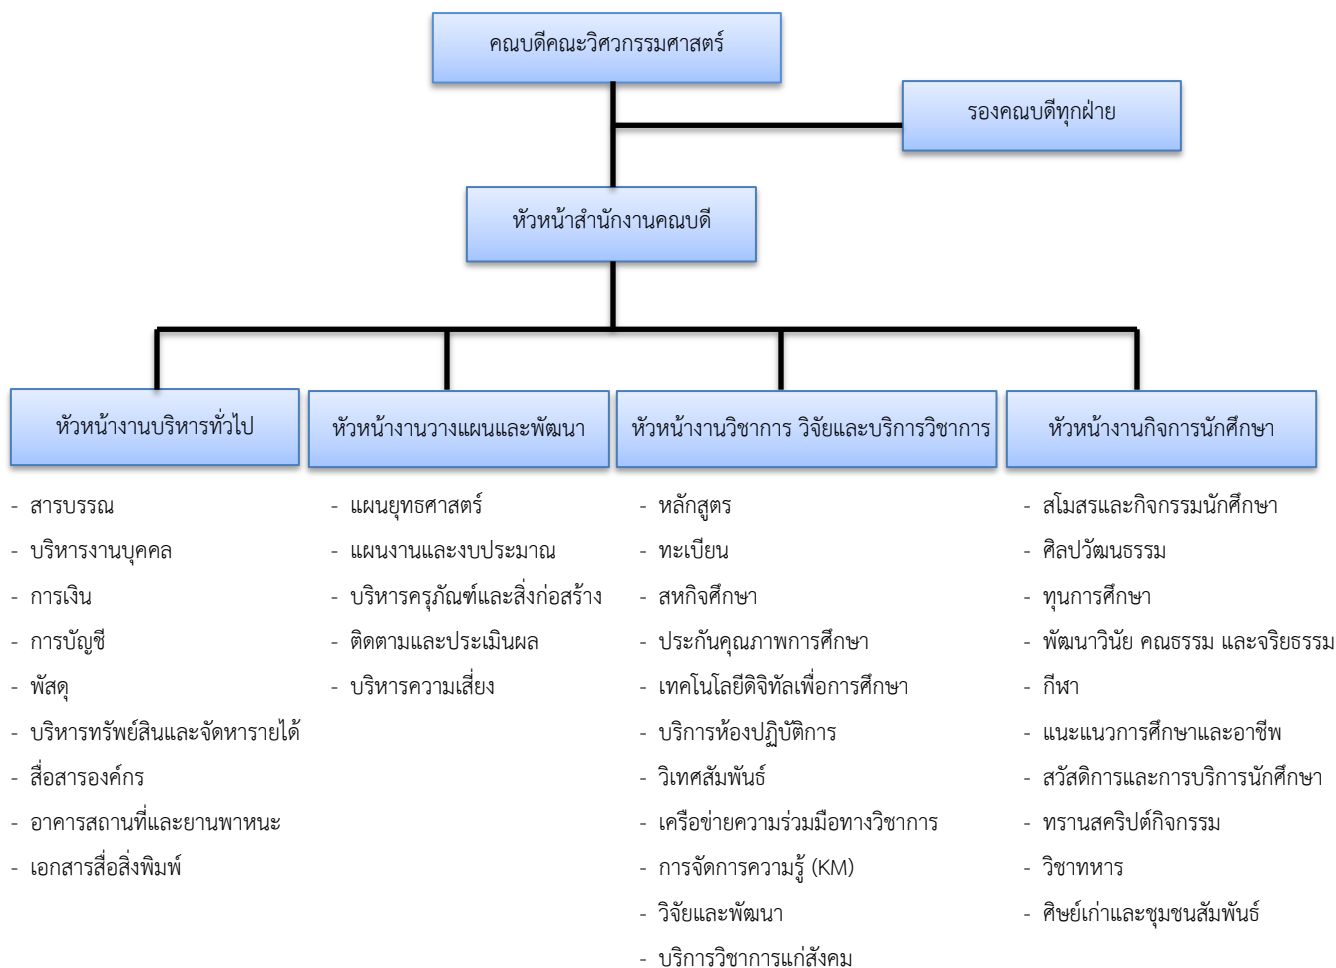 คณบดีคณะวิศวกรรมศาสตร์
รองคณบดีทุกฝ่าย
หัวหน้าสำนักงานคณบดี
หัวหน้างานบริหารทั่วไป
- สารบรรณ
- บริหารงานบุคคล
- การเงิน
- การบัญชี
- พัสดุ
- บริหารทรัพย์สินและจัดหารายได้
- สื่อสารองค์กร
- อาคารสถานที่และยานพาหนะ
- เอกสารสื่อสิ่งพิมพ์
หัวหน้างานวางแผนและพัฒนา
- แผนยุทธศาสตร์
- แผนงานและงบประมาณ
- บริหารครุภัณฑ์และสิ่งก่อสร้าง
- ติดตามและประเมินผล
- บริหารความเสี่ยง
หัวหน้างานวิชาการ วิจัยและบริการวิชาการ
- หลักสูตร
- ทะเบียน
- สหกิจศึกษา
- ประกันคุณภาพการศึกษา
- เทคโนโลยีดิจิทัลเพื่อการศึกษา
- บริการห้องปฏิบัติการ
- วิเทศสัมพันธ์
- เครือข่ายความร่วมมือทางวิชาการ
- การจัดการความรู้ (KM)
- วิจัยและพัฒนา
- บริการวิชาการแก่สังคม
หัวหน้างานกิจการนักศึกษา
- สโมสรและกิจกรรมนักศึกษา
- ศิลปวัฒนธรรม
- ทุนการศึกษา
- พัฒนาวินัย คณธรรม และจริยธรรม
- กีฬา
- แนะแนวการศึกษาและอาชีพ
- สวัสดิการและการบริการนักศึกษา
- ทรานสคริปต์กิจกรรม
- วิชาทหาร
- ศิษย์เก่าและชุมชนสัมพันธ์